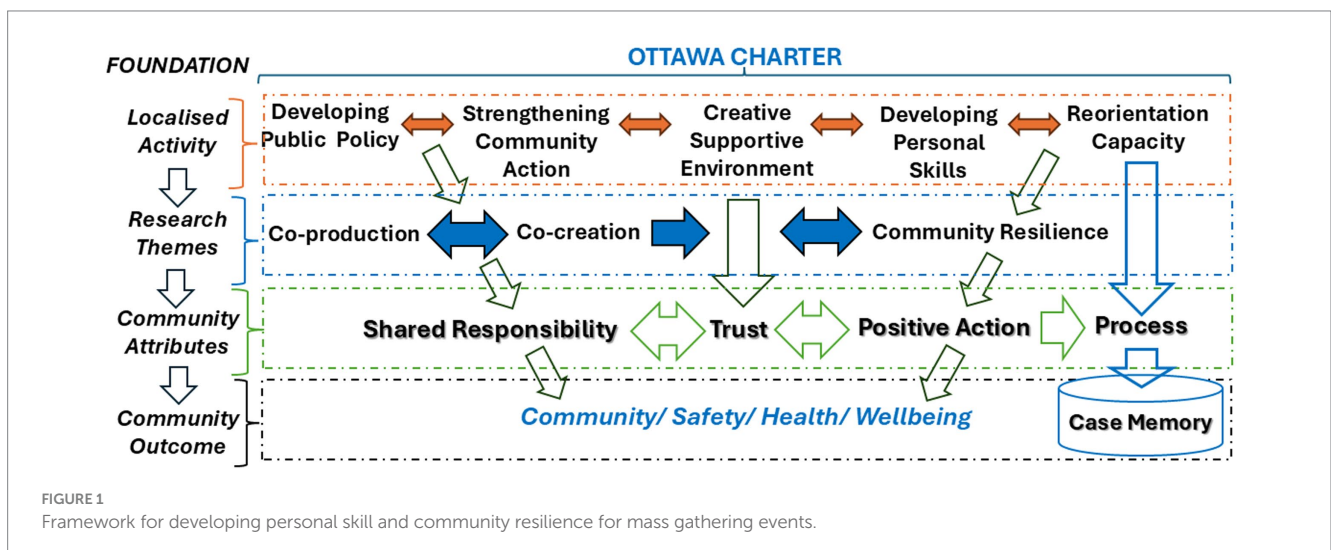 OTTAWA CHARTER
FOUNDATION
Localised
Activity
Developing
Public Policy
Strengthening
Community
Action
Creative
Supportive
Environment
Developing
Personal
Skills
Reorientation
Capacity
Research
Themes
Co-production
Co-creation
Community Resilience
Community
Attributes
Shared Responsibility
Trust
Positive Action
Process
Community
Outcome
Community/ Safety/ Health/ Wellbeing
Case Memory
FIGURE 1
Framework for developing personal skill and community resilience for mass gathering events.